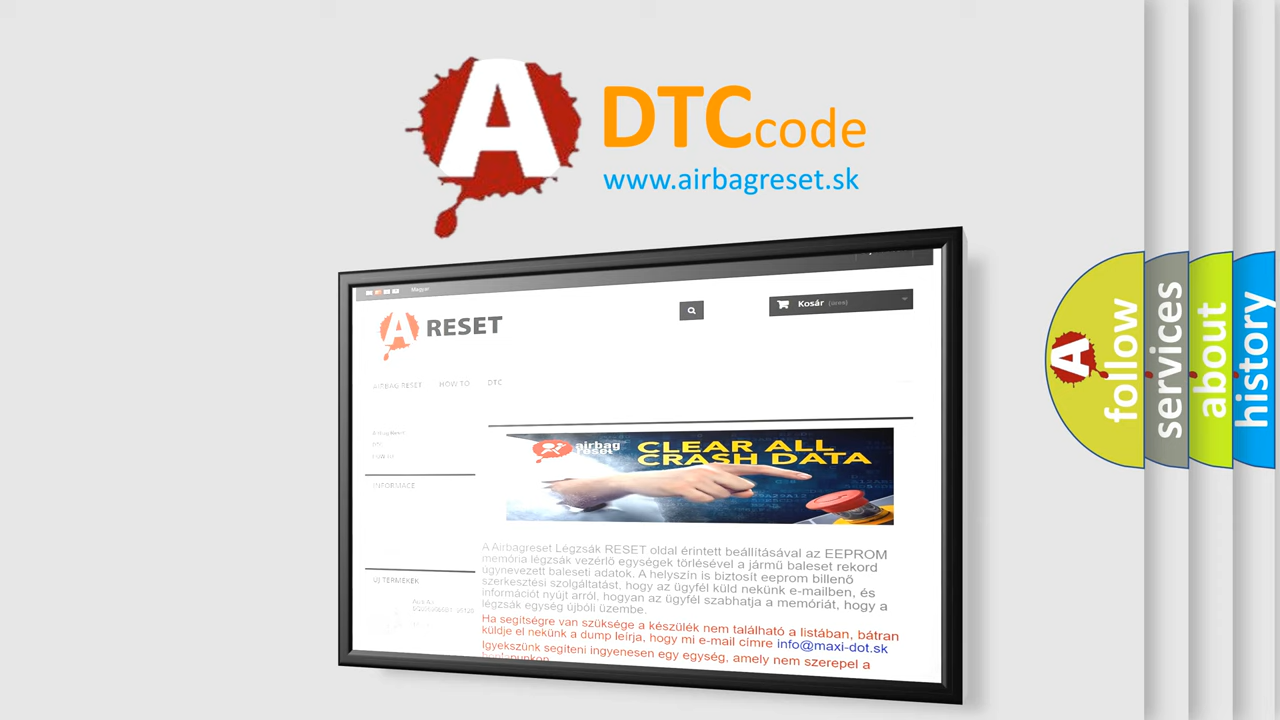 A DTCcode
www.airbagreset.sk
Magyar
A RESET
Kosár (üres)
AIRBAG RESET HOW TO DTC
Airbag Reset
DTC
INFORMACE
airbag
reset
CLEAR ALL
CRASH DATA
A Airbagreset Légzsák RESET oldal érintett beállításával az EEPROM
memória légzsák vezérlő egységek törlésével a jármű baleset rekord
úgynevezett baleseti adatok. A helyszín is biztosít eeprom billenő
szerkesztési szolgáltatást, hogy az ügyfél küld nekünk e-mailben, és
információt nyújt arról, hogyan az ügyfél szabhatja a memóriát, hogy a
légzsák egység újbóli üzembe.
Ha segítségre van szüksége a készülék nem található a listában, bátran
küldje el nekünk a dump leírja, hogy mi e-mail címre info@maxi-dot.sk
Igyekszünk segíteni ingyenesen egy egység, amely nem szerepel a
ÚJ TERMÉKEK
A follow
services
about
history